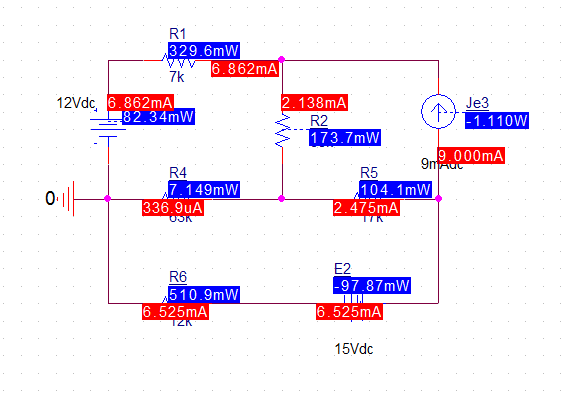 R1
329.6mW
6.862mA
7k
12Vdc
6.862mA
82.34mW
-
2.138mA
R2
173.7mW
Je3
-1.110W
9.000mA
9mAdc
R4
7.149mW
336.9uA
63k
R5
104.1mW
2.475mA
17k
0
R6
510.9mW
6.525mA
12k
E2
-97.87mW
6.525mA
15Vdc